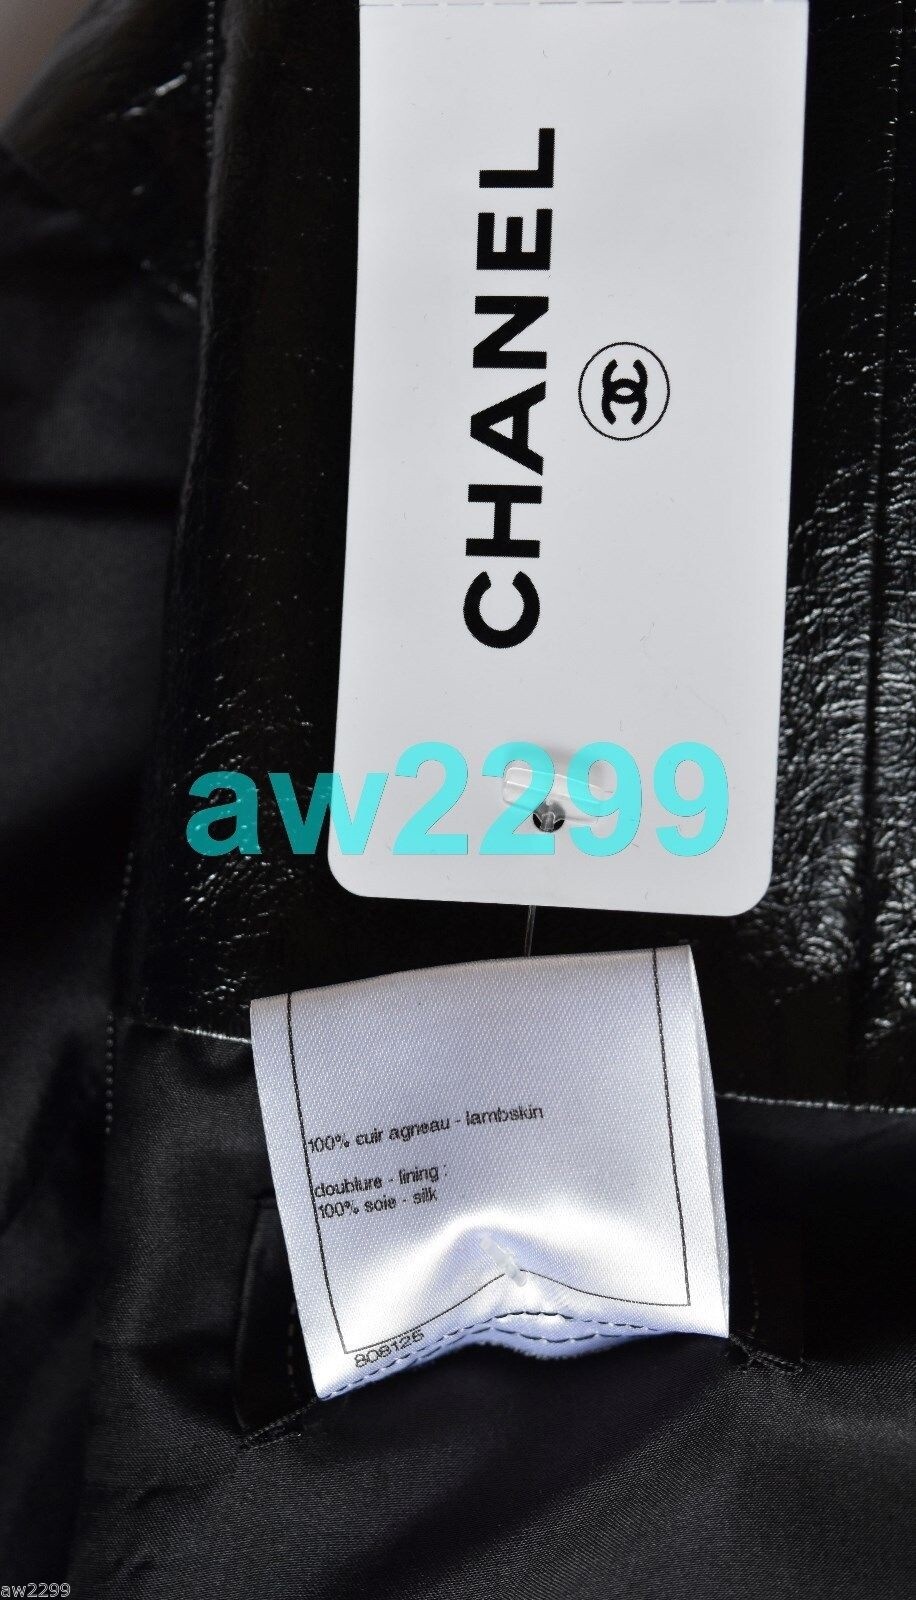 CHANEL
aw2299
100% cuir agneau - lambskin
doublure - lining :
100% soie - silk
808126
aw2299